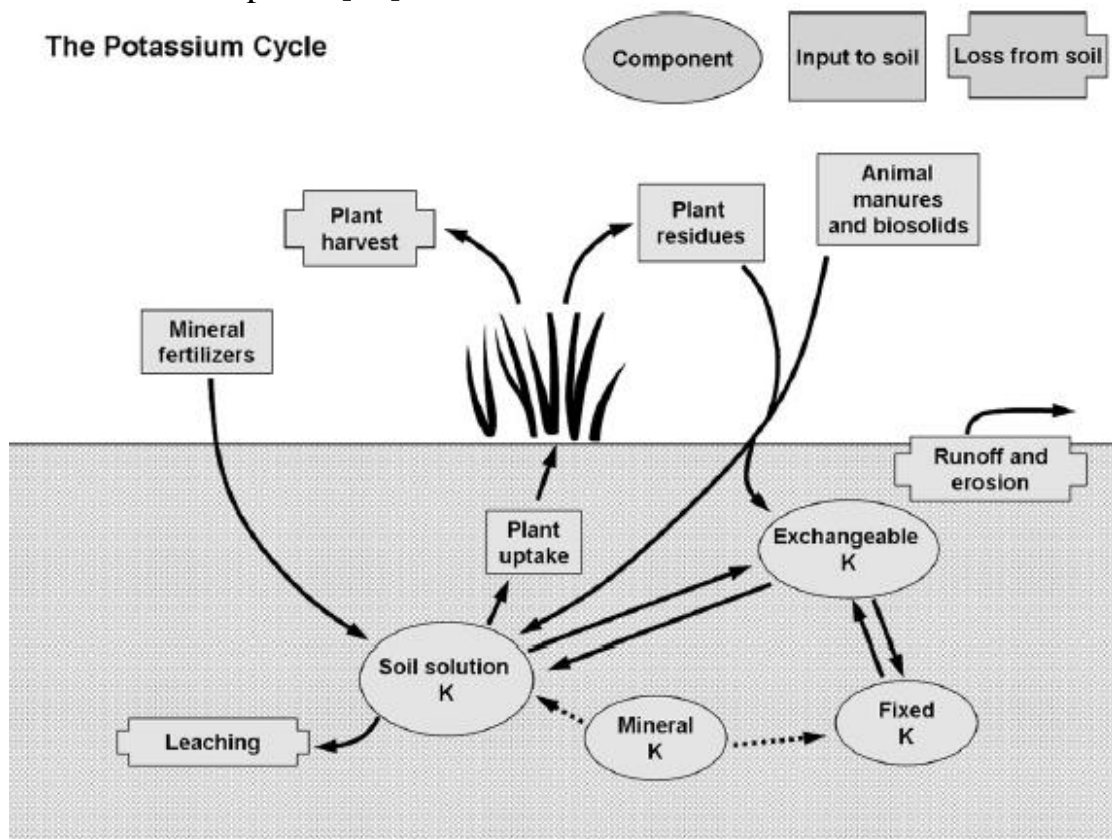 The Potassium Cycle
Component
Input to soil
Loss from soil
Plant
harvest
Plant
residues
Animal
manures
and biosolids
Mineral
fertilizers
Runoff and
erosion
Plant
uptake
Exchangeable
K
Soil solution
K
Leaching
Mineral
K
Fixed
K